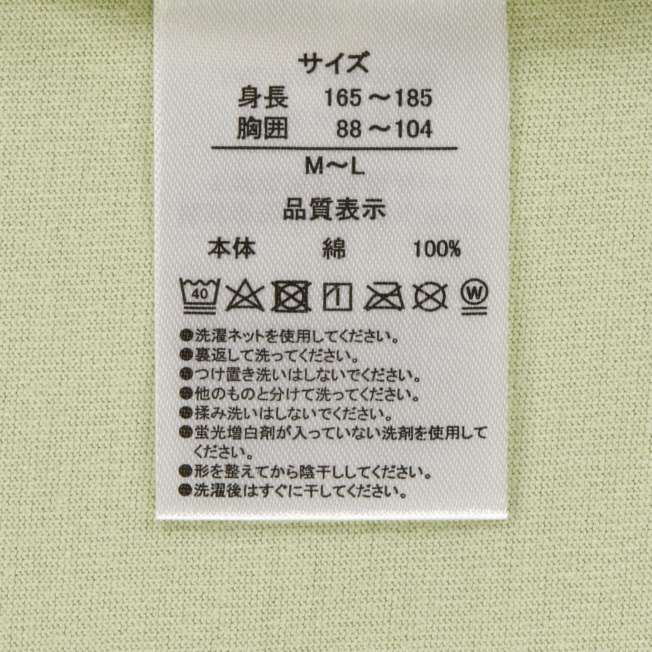 サイズ
身長 165～185
胸囲 88～104
M～L
品質表示
本体 綿 100%
40 W
●洗濯ネットを使用してください。
●裏返して洗ってください。
●つけ置き洗いはしないでください。
●他のものと分けて洗ってください。
●揉み洗いはしないでください。
●蛍光増白剤が入っていない洗剤を使用して
ください。
●形を整えてから陰干ししてください。
●洗濯後はすぐに干してください。